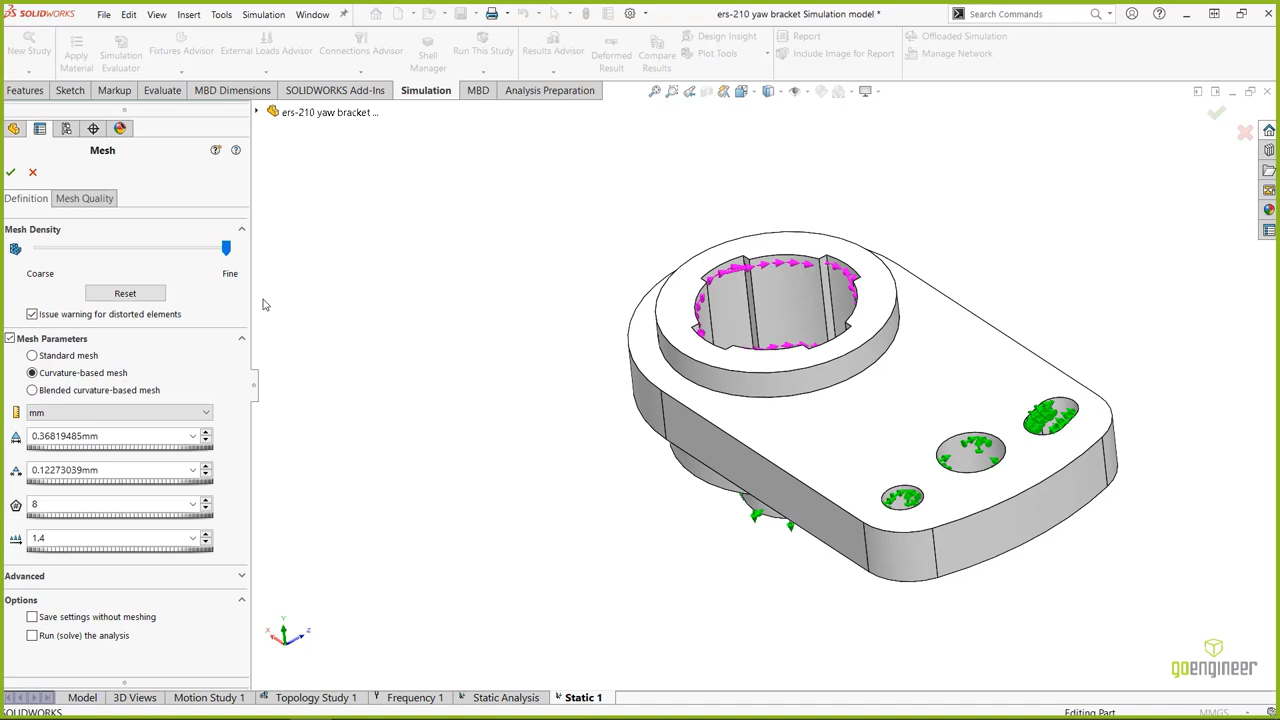 SOLIDWORKS File Edit View Insert Tools Simulation Window ers-210 yaw bracket Simulation model * Search Commands
New Study Apply Material Simulation Evaluator Fixtures Advisor External Loads Advisor Connections Advisor Shell Manager Run This Study Results Advisor Deformed Result Compare Results Design Insight Plot Tools Report Include Image for Report Offloaded Simulation Manage Network
Features Sketch Markup Evaluate MBD Dimensions SOLIDWORKS Add-Ins Simulation MBD Analysis Preparation
ers-210 yaw bracket ...
Mesh
Definition Mesh Quality
Mesh Density
Coarse Fine
Reset
Issue warning for distorted elements
Mesh Parameters
Standard mesh
Curvature-based mesh
Blended curvature-based mesh
mm
0.36819485mm
0.12273039mm
8
1.4
Advanced
Options
Save settings without meshing
Run (solve) the analysis
Y
X Z
goengineer
Model 3D Views Motion Study 1 Topology Study 1 Frequency 1 Static Analysis Static 1
SOLIDWORKS Editing Part MMGS